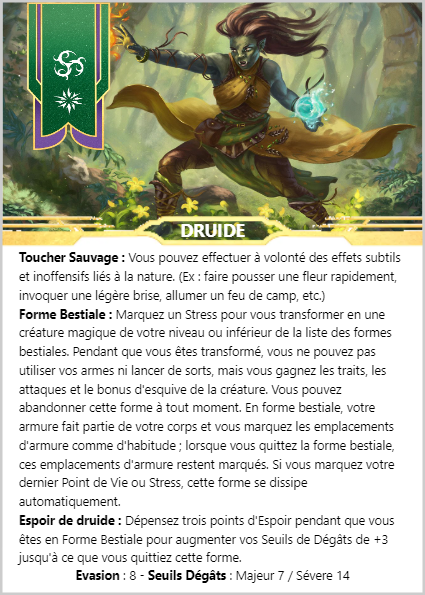 DRUIDE
Toucher Sauvage : Vous pouvez effectuer à volonté des effets subtils
et inoffensifs liés à la nature. (Ex : faire pousser une fleur rapidement,
invoquer une légère brise, allumer un feu de camp, etc.)
Forme Bestiale : Marquez un Stress pour vous transformer en une
créature magique de votre niveau ou inférieur de la liste des formes
bestiales. Pendant que vous êtes transformé, vous ne pouvez pas
utiliser vos armes ni lancer de sorts, mais vous gagnez les traits, les
attaques et le bonus d'esquive de la créature. Vous pouvez
abandonner cette forme à tout moment. En forme bestiale, votre
armure fait partie de votre corps et vous marquez les emplacements
d'armure comme d'habitude ; lorsque vous quittez la forme bestiale,
ces emplacements d'armure restent marqués. Si vous marquez votre
dernier Point de Vie ou Stress, cette forme se dissipe
automatiquement.
Espoir de druide : Dépensez trois points d'Espoir pendant que vous
êtes en Forme Bestiale pour augmenter vos Seuils de Dégâts de +3
jusqu'à ce que vous quittiez cette forme.
Evasion : 8 - Seuils Dégâts : Majeur 7 / Sévere 14